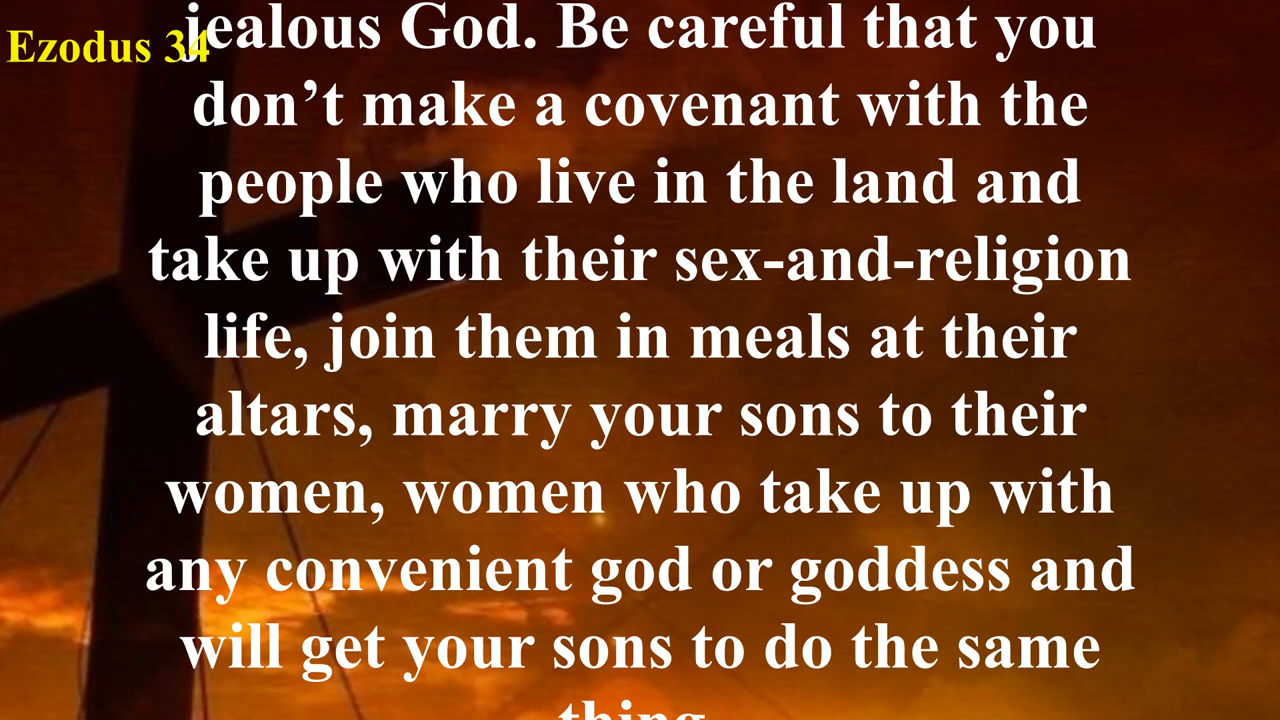 Ezodus 34
jealous God. Be careful that you
don’t make a covenant with the
people who live in the land and
take up with their sex-and-religion
life, join them in meals at their
altars, marry your sons to their
women, women who take up with
any convenient god or goddess and
will get your sons to do the same
thing.